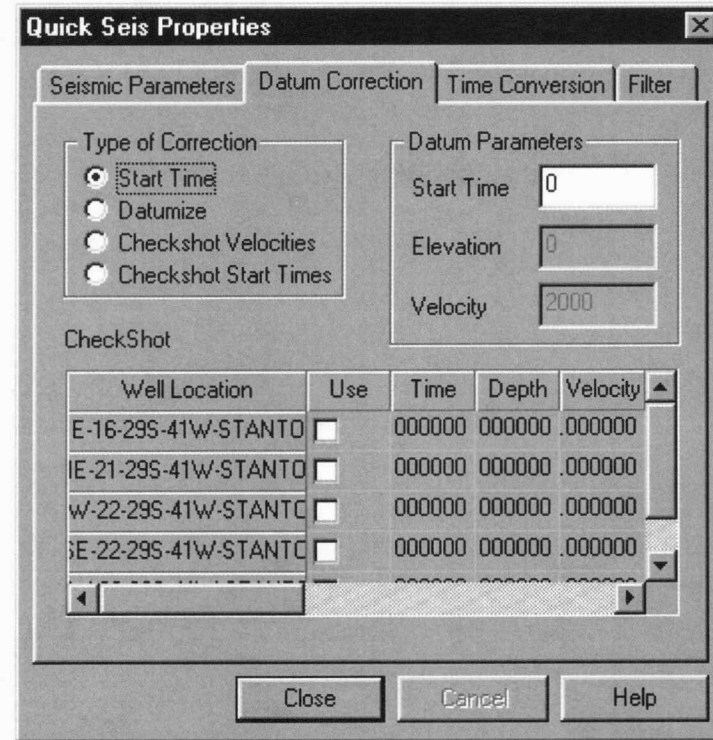 Quick Seis Properties
Seismic Parameters Datum Correction Time Conversion Filter
Type of Correction
Start Time
Datumize
Checkshot Velocities
Checkshot Start Times
Datum Parameters
Start Time 0
Elevation 0
Velocity 2000
CheckShot
Well Location Use Time Depth Velocity
E-16-29S-41W-STANTO 000000 000000 .000000
IE-21-29S-41W-STANTO 000000 000000 .000000
W-22-29S-41W-STANTC 000000 000000 .000000
SE-22-29S-41W-STANTC 000000 000000 .000000
Close Cancel Help